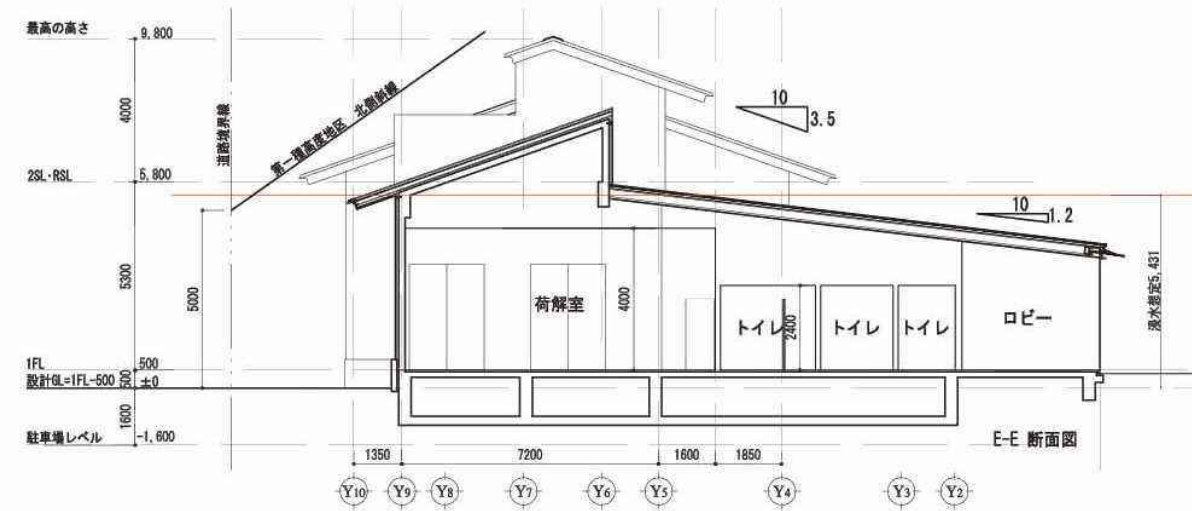 最高の高さ
9,800
4000
道路境界線
第一種高度地区 北側斜線
10
3.5
2SL・RSL
5,800
10
1.2
5300
5000
浸水想定5,431
荷解室
4000
トイレ
2400
トイレ
トイレ
ロビー
1FL
500
設計GL=1FL-500
500
±0
1600
駐車場レベル
-1,600
E-E 断面図
1350
7200
1600
1850
Y10
Y9
Y8
Y7
Y6
Y5
Y4
Y3
Y2